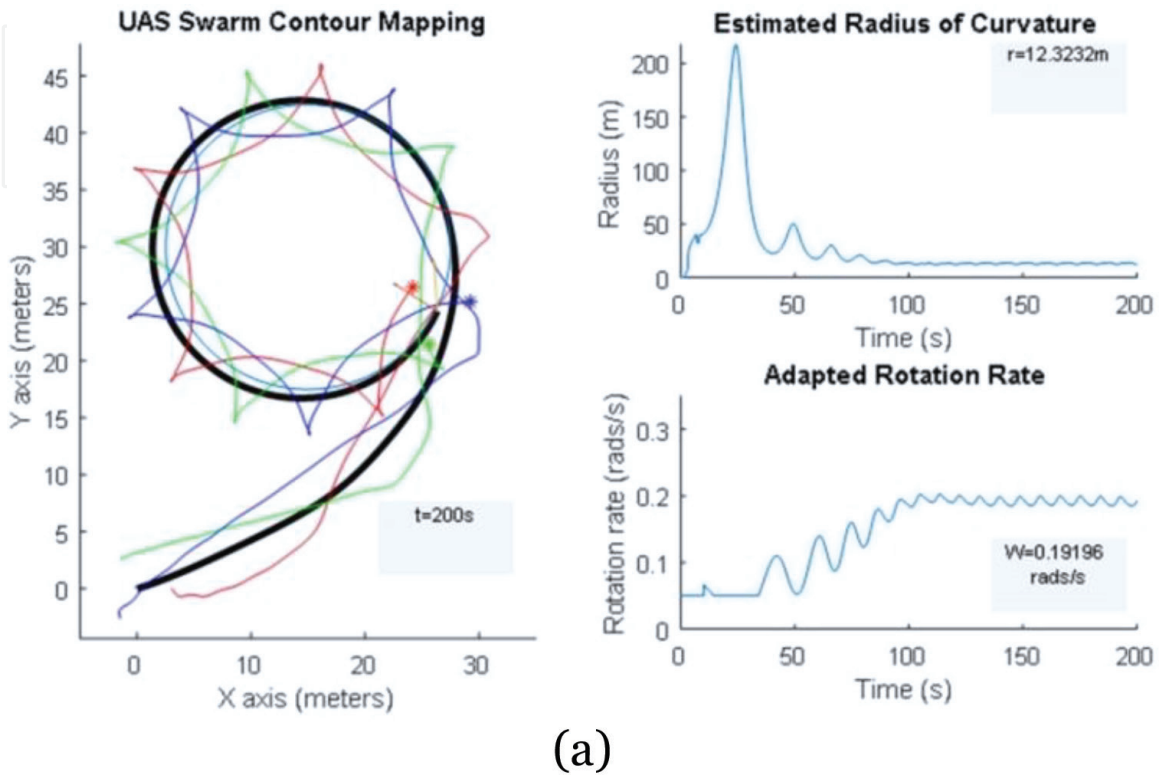 UAS Swarm Contour Mapping
45
40
35
30
25
20
15
10
5
0
Y axis (meters)
t=200s
0 10 20 30
X axis (meters)
Estimated Radius of Curvature
r=12.3232m
200
150
100
50
0
Radius (m)
0 50 100 150 200
Time (s)
Adapted Rotation Rate
0.3
0.2
0.1
0
Rotation rate (rads/s)
W=0.19196
rads/s
0 50 100 150 200
Time (s)
(a)